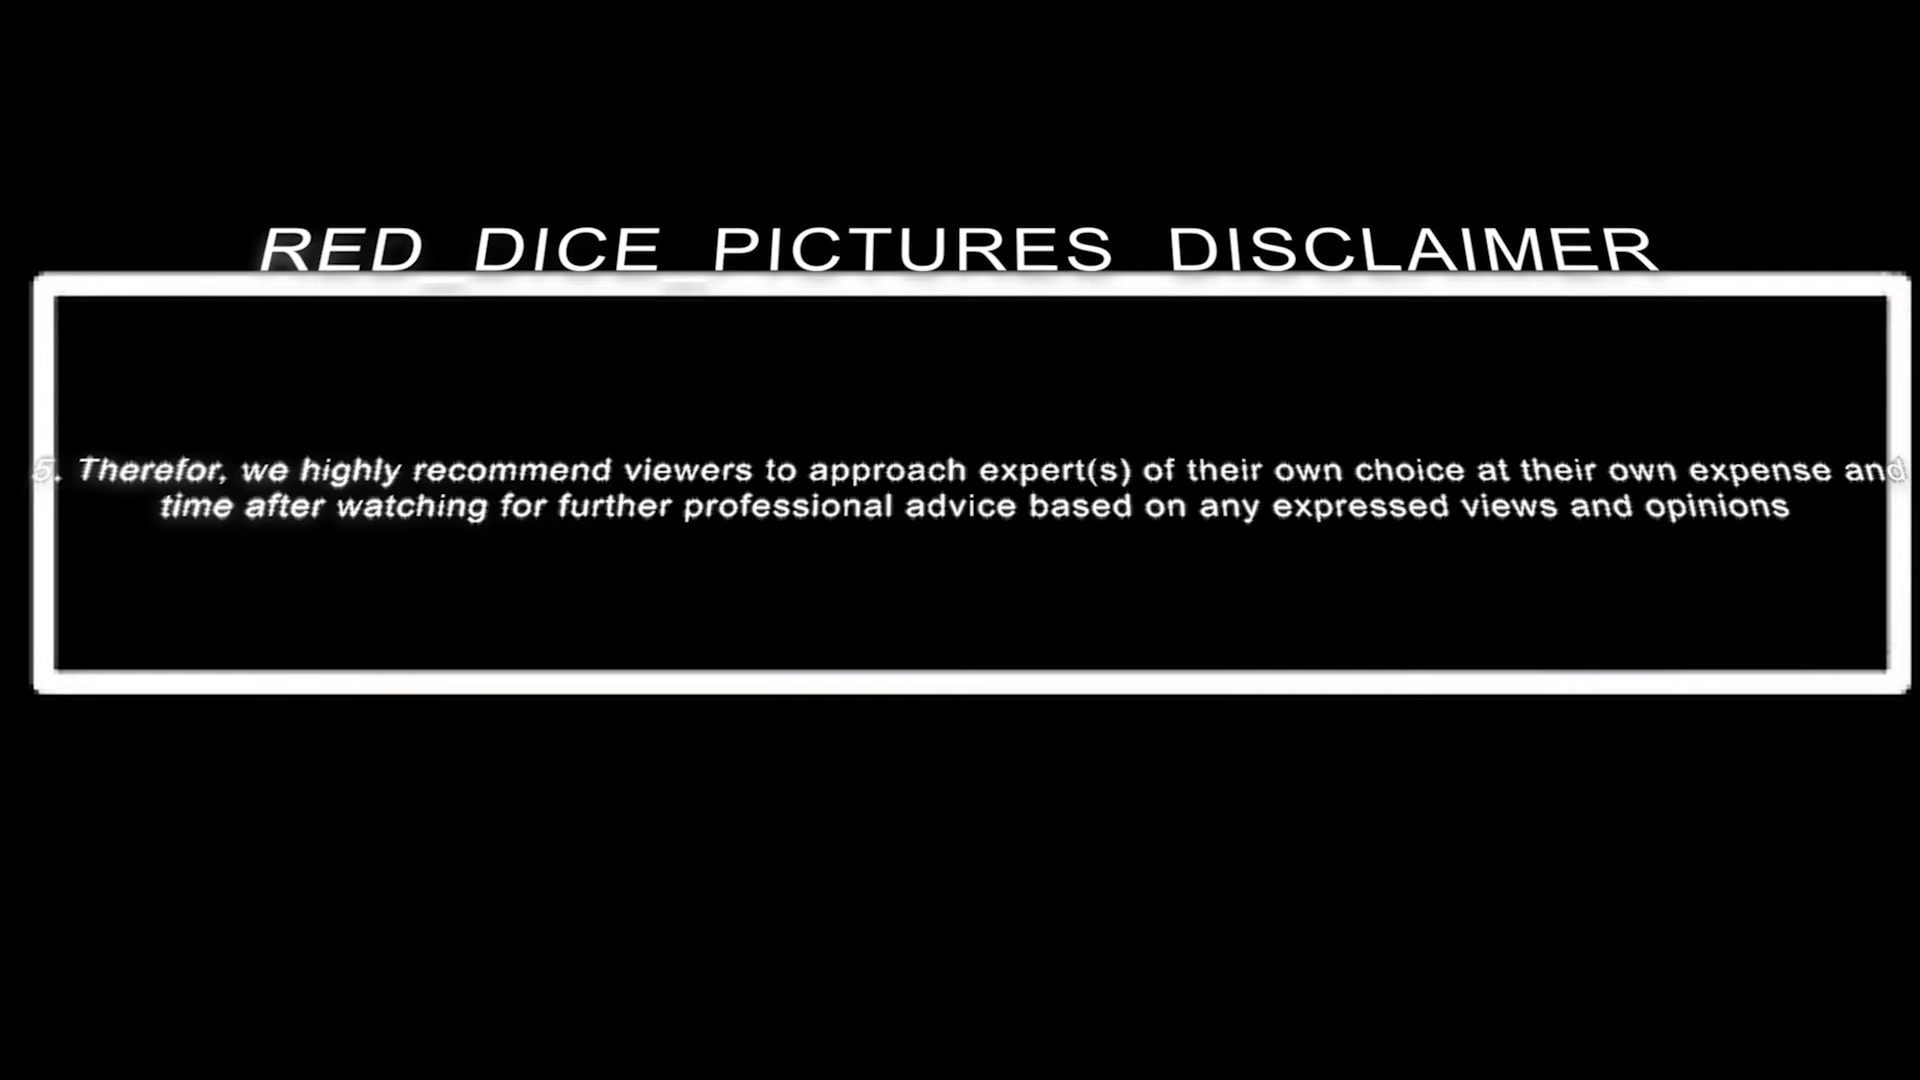 RED DICE PICTURES DISCLAIMER
5. Therefor, we highly recommend viewers to approach expert(s) of their own choice at their own expense and
time after watching for further professional advice based on any expressed views and opinions